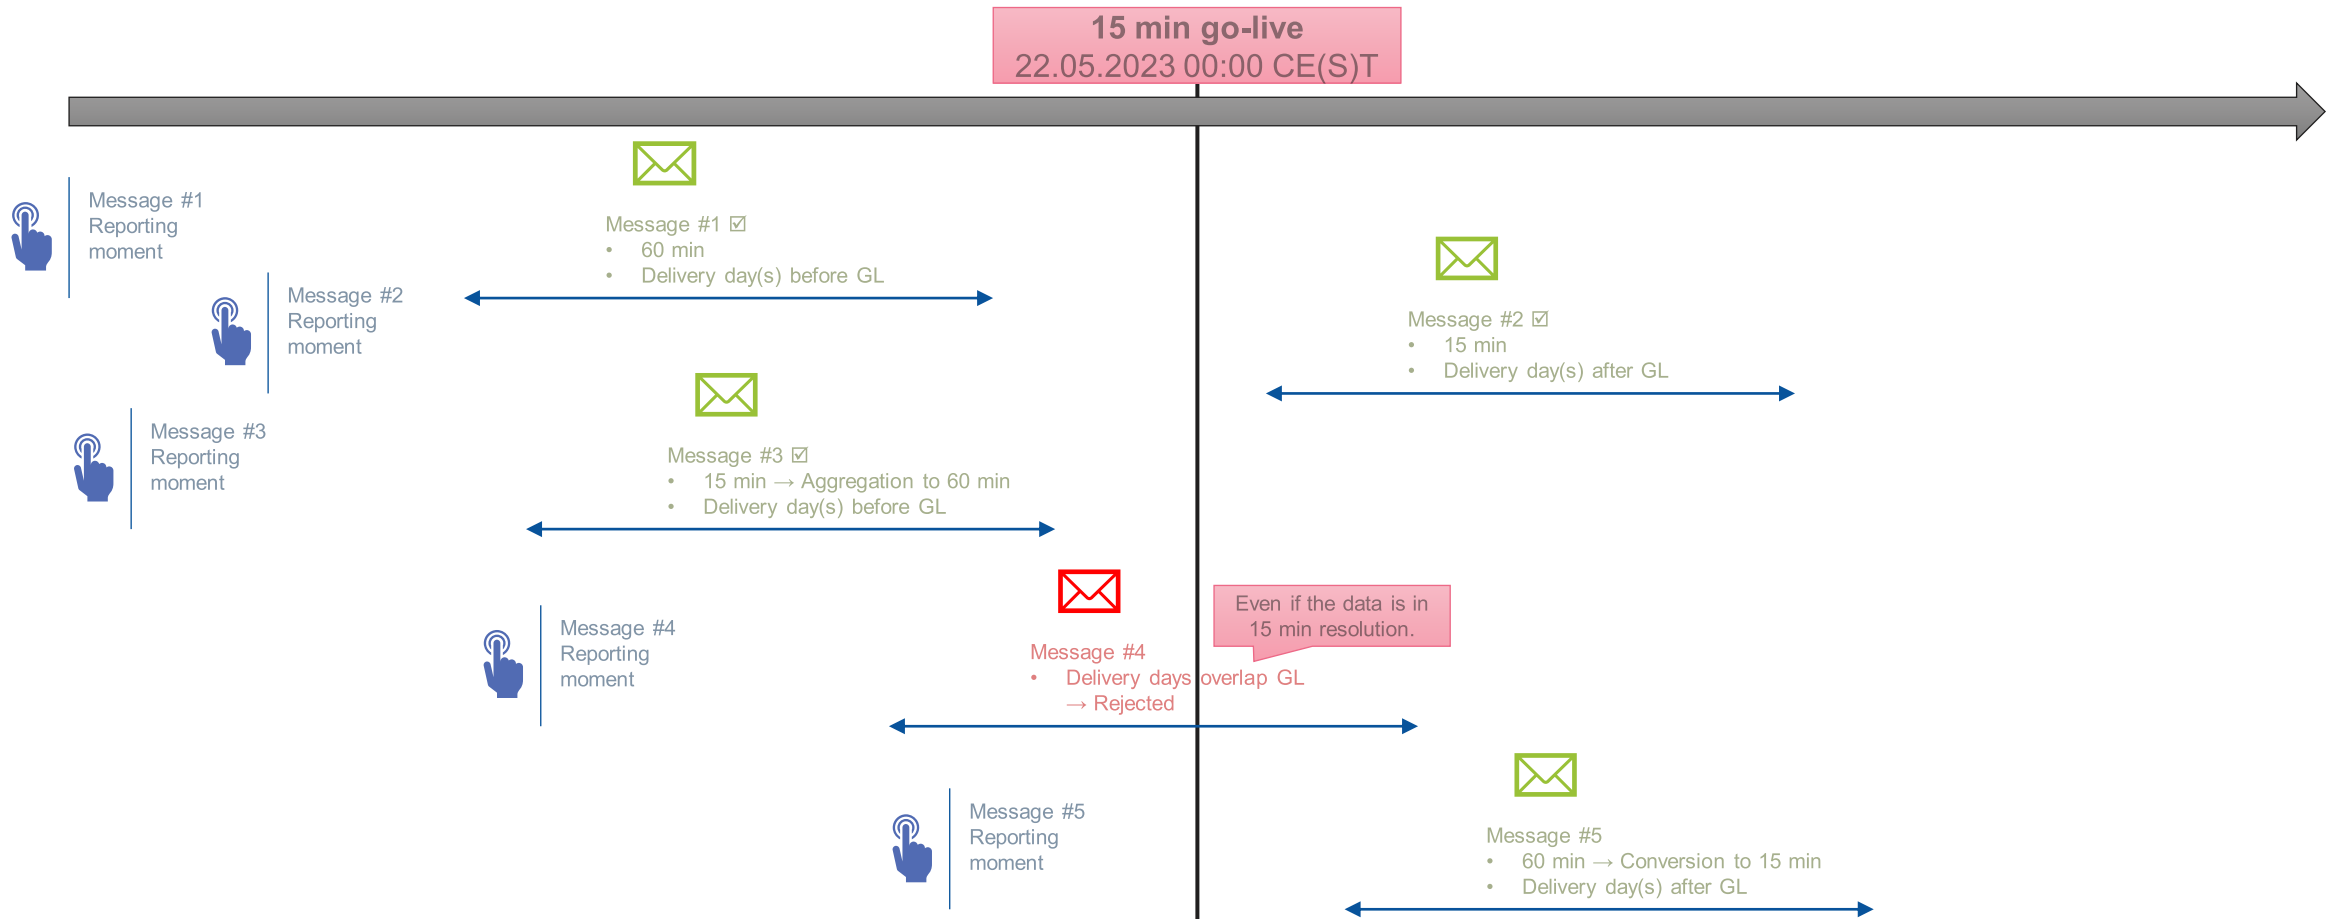 15 min go-live
22.05.2023 00:00 CE(S)T
Message #1
Reporting
moment
Message #1 ☑
• 60 min
• Delivery day(s) before GL
Message #2
Reporting
moment
Message #2 ☑
• 15 min
• Delivery day(s) after GL
Message #3
Reporting
moment
Message #3 ☑
• 15 min → Aggregation to 60 min
• Delivery day(s) before GL
Message #4
Reporting
moment
Message #4
• Delivery days overlap GL
→ Rejected
Even if the data is in
15 min resolution.
Message #5
Reporting
moment
Message #5
• 60 min → Conversion to 15 min
• Delivery day(s) after GL